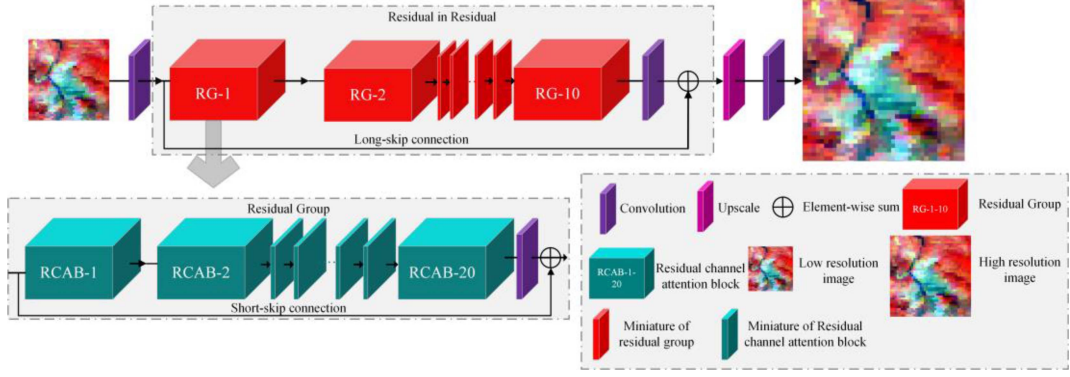 Residual in Residual
RG-1
RG-2
RG-10
Long-skip connection
Residual Group
RCAB-1
RCAB-2
RCAB-20
Short-skip connection
Convolution
Upscale
Element-wise sum
RG-1-10
Residual Group
RCAB-1-
20
Residual channel
attention block
Low resolution
image
High resolution
image
Miniature of
residual group
Miniature of Residual
channel attention block